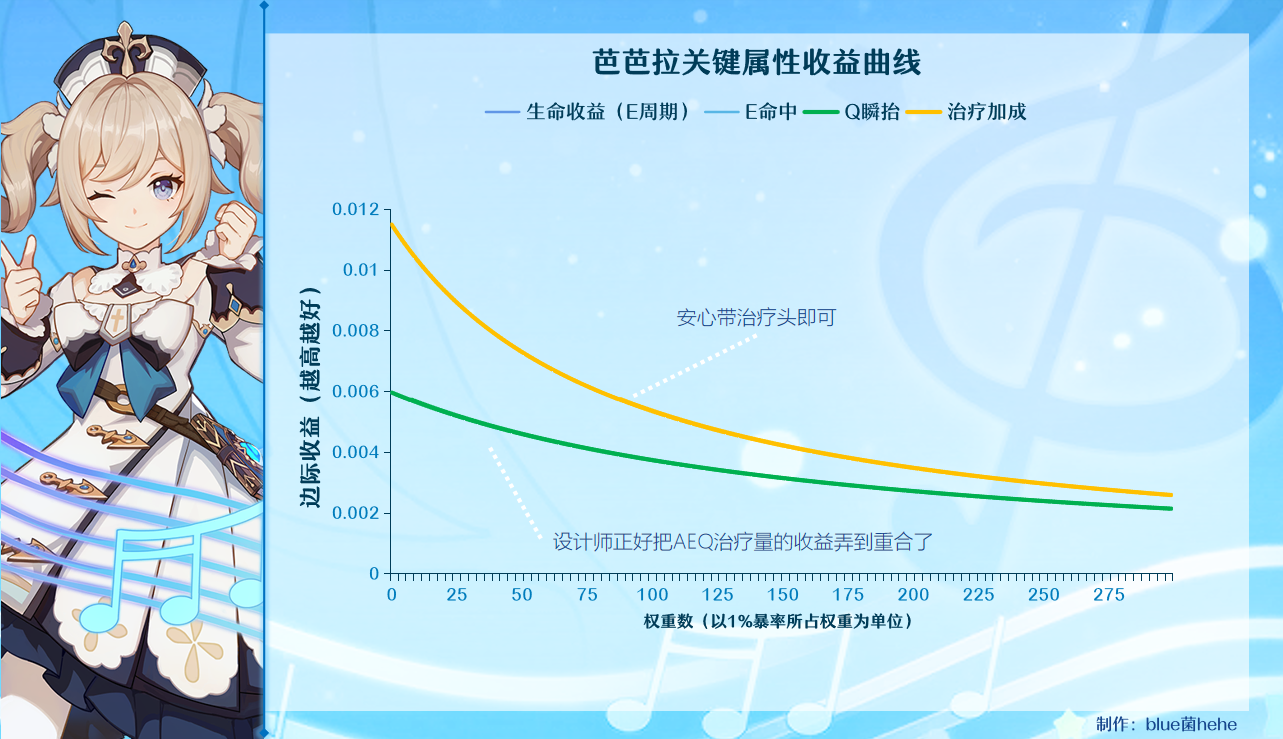 芭芭拉关键属性收益曲线
生命收益（E周期） E命中 Q瞬抬 治疗加成
0.012
0.01
0.008
0.006
0.004
0.002
0
边际收益（越高越好）
安心带治疗头即可
设计师正好把AEQ治疗量的收益弄到重合了
0 25 50 75 100 125 150 175 200 225 250 275
权重数（以1%暴率所占权重为单位）
制作：blue菌hehe